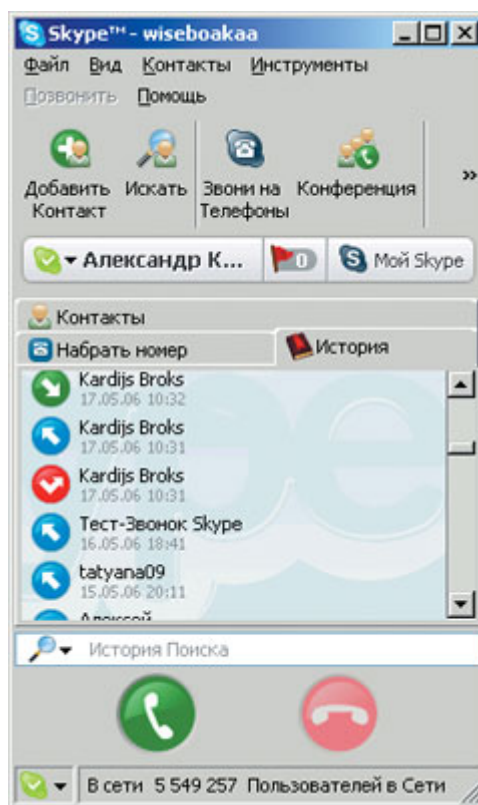 Skype™ - wiseboakaa
Файл Вид Контакты Инструменты
Позвонить Помощь
Добавить Контакт
Искать
Звони на Телефоны
Конференция
»
Александр К...
0
Мой Skype
Контакты
Набрать номер
История
Kardijs Broks
17.05.06 10:32
Kardijs Broks
17.05.06 10:31
Kardijs Broks
17.05.06 10:31
Тест-Звонок Skype
16.05.06 18:41
tatyana09
15.05.06 20:11
Алексей
История Поиска
В сети 5 549 257 Пользователей в Сети